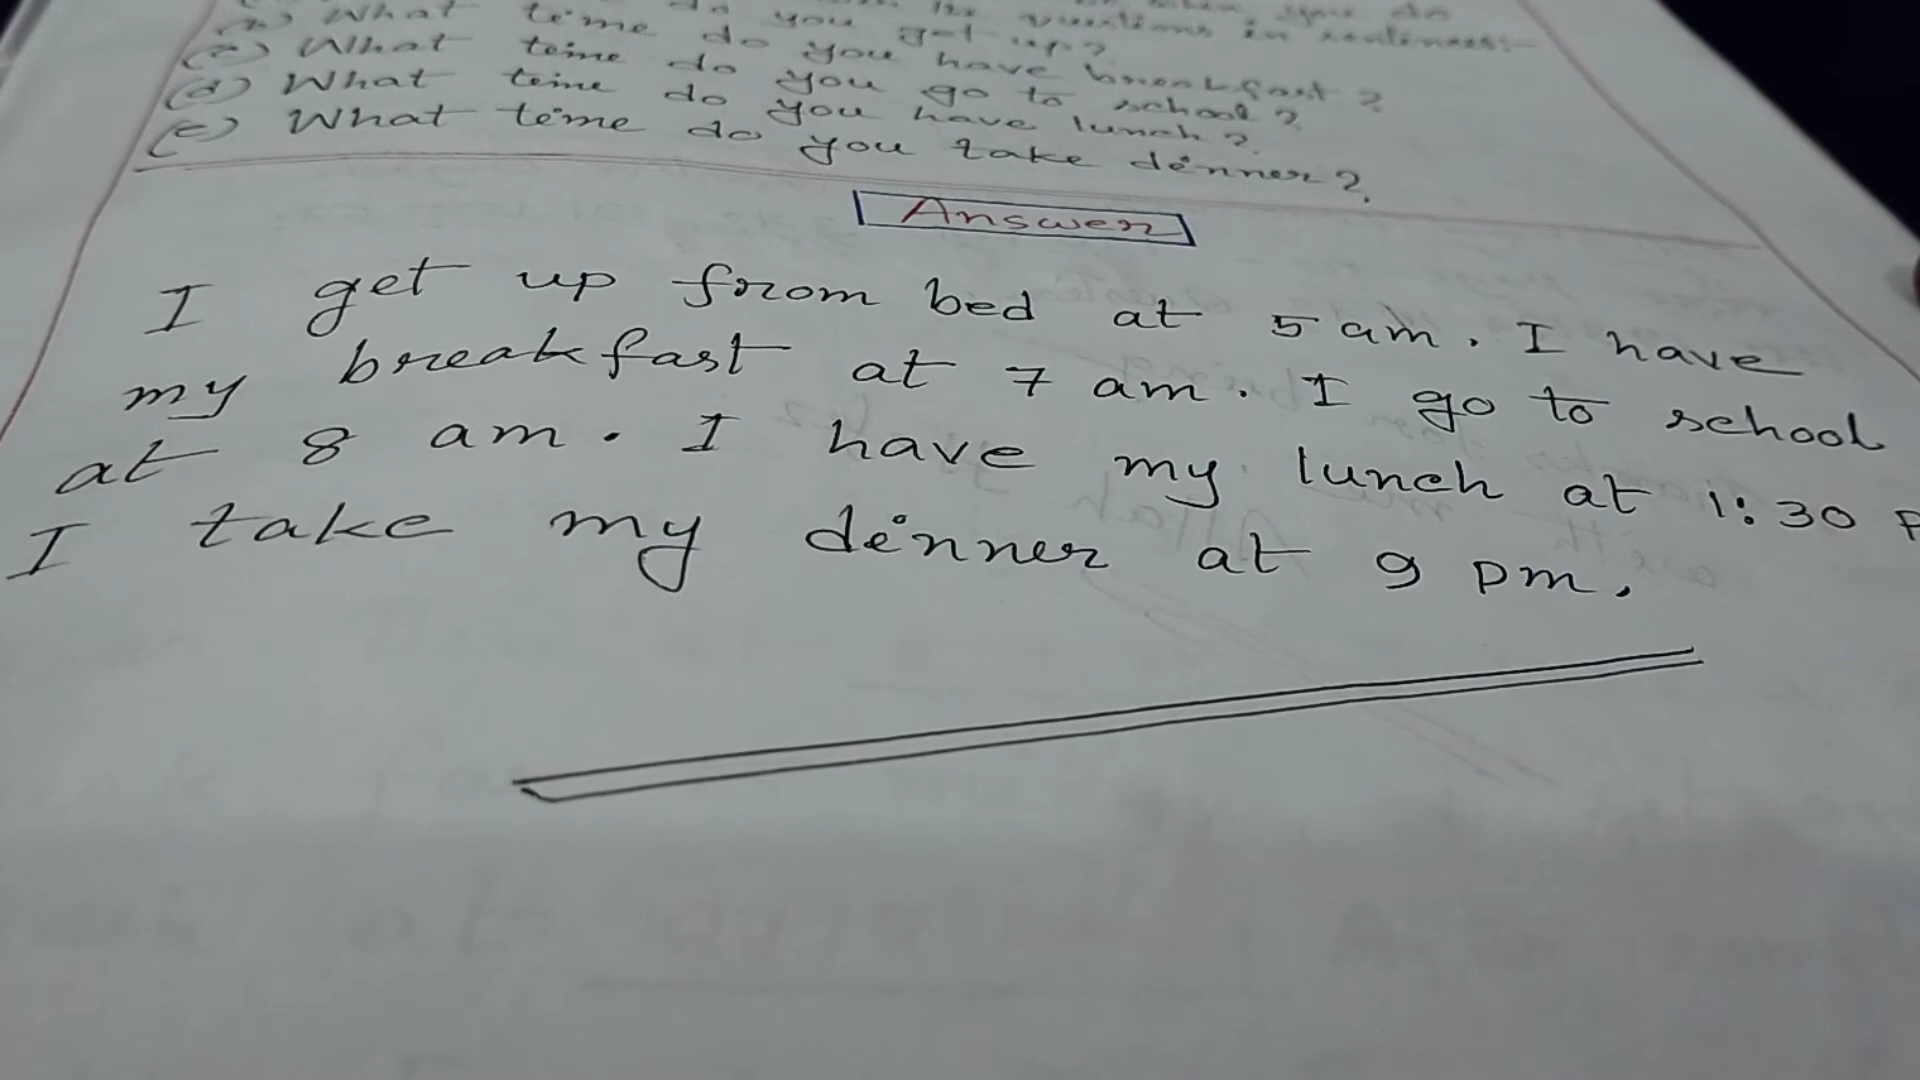 questions in sentences:-
What time do you get up?
(c) What time do you have breakfast?
(d) What time do you go to school?
(e) What time do you have lunch?
What time do you take dinner?
Answer
I get up from bed at 5 am. I have
my breakfast at 7 am. I go to school
at 8 am. I have my lunch at 1:30 P
I take my dinner at 9 pm.